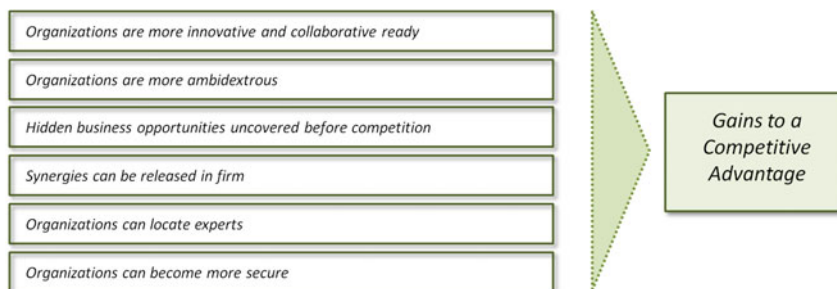 Organizations are more innovative and collaborative ready
Organizations are more ambidextrous
Hidden business opportunities uncovered before competition
Synergies can be released in firm
Organizations can locate experts
Organizations can become more secure
Gains to a
Competitive
Advantage